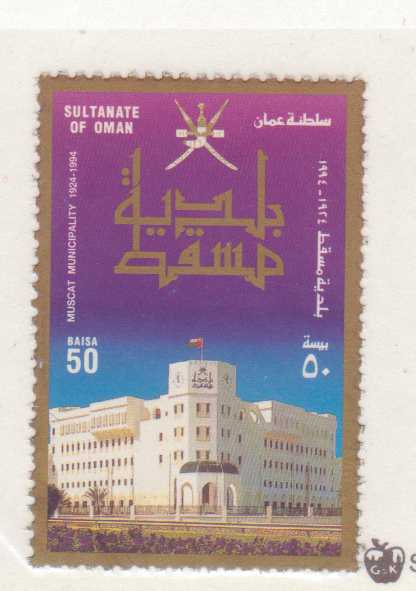 SULTANATE
OF OMAN
سلطنة عمان
MUSCAT MUNICIPALITY 1924-1994
بلدية مسقط ١٩٢٤ - ١٩٩٤
بلدية
مسقط
BAISA
50
بيسة
٥٠
G&K
S